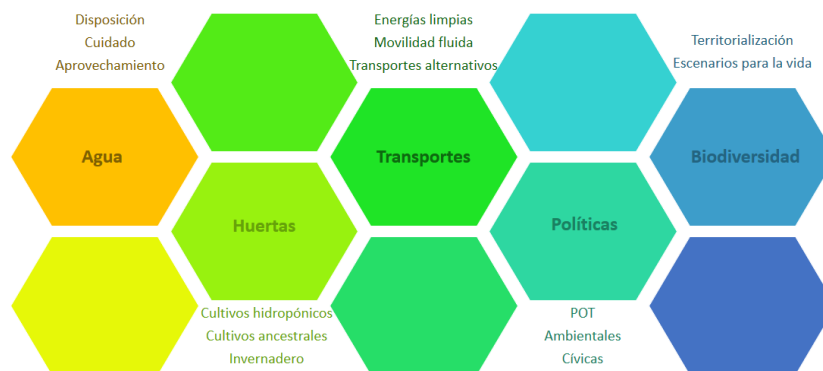 Disposición
Cuidado
Aprovechamiento
Agua
Huertas
Cultivos hidropónicos
Cultivos ancestrales
Invernadero
Energías limpias
Movilidad fluida
Transportes alternativos
Transportes
Políticas
POT
Ambientales
Cívicas
Territorialización
Escenarios para la vida
Biodiversidad